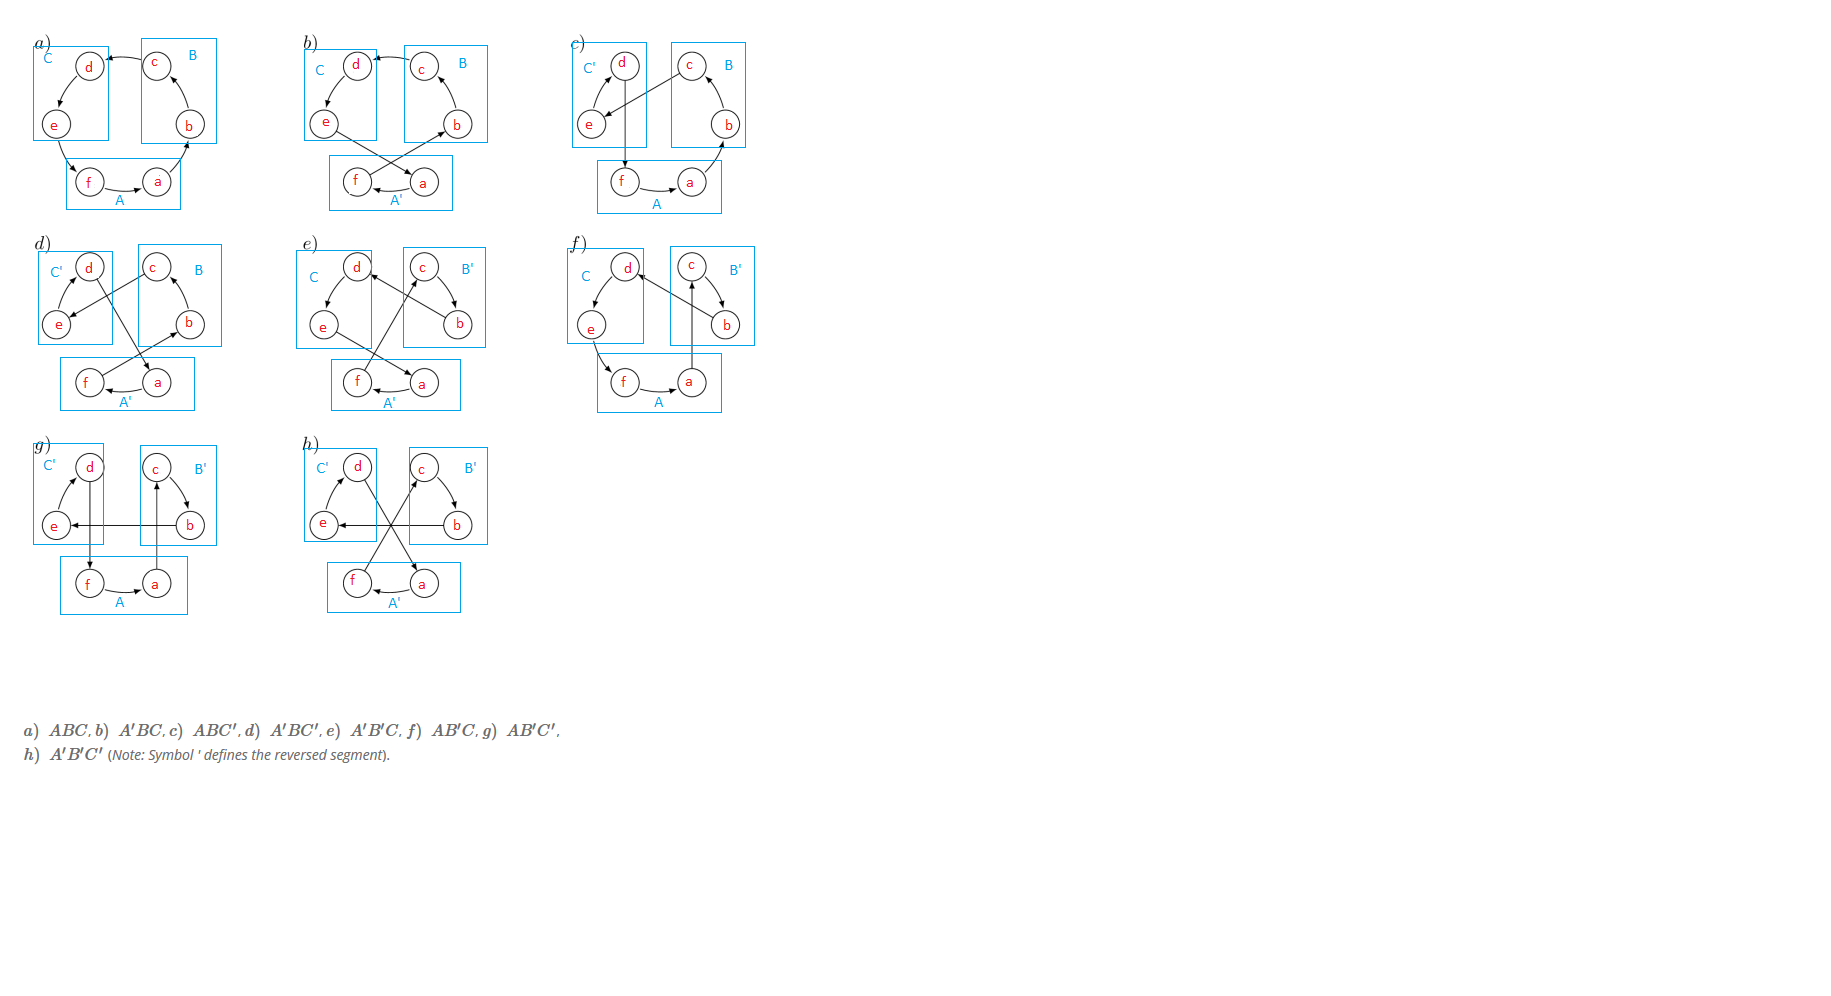 a) b) c)
C d c B C d c B C' d c B
e b e b e b
f a f a f a
A A' A
d) e) f)
C' d c B C d c B' C d c B'
e b e b e b
f a f a f a
A' A' A
g) h)
C' d c B' C' d c B'
e b e b
f a f a
A A'
a) ABC, b) A′BC, c) ABC′, d) A′BC′, e) A′B′C, f) AB′C, g) AB′C′,
h) A′B′C′ (Note: Symbol ' defines the reversed segment).